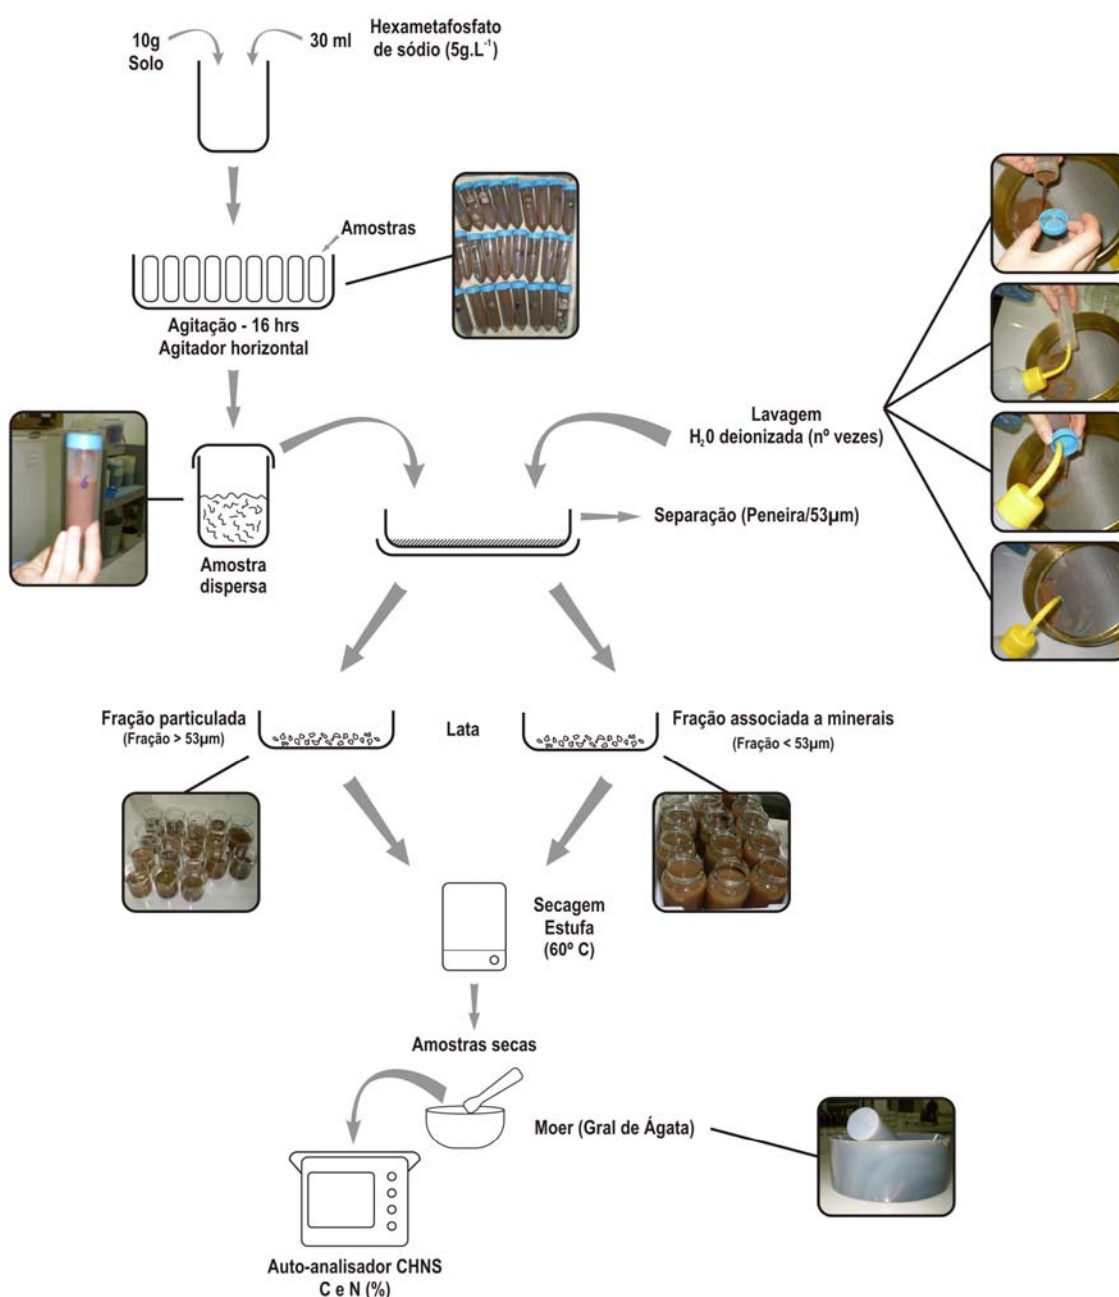 10g
Solo
30 ml
Hexametafosfato
de sódio (5g.L⁻¹)
Amostras
Agitação - 16 hrs
Agitador horizontal
Lavagem
H₂0 deionizada (nº vezes)
Separação (Peneira/53µm)
Amostra
dispersa
Fração particulada
(Fração > 53µm)
Lata
Fração associada a minerais
(Fração < 53µm)
Secagem
Estufa
(60º C)
Amostras secas
Moer (Gral de Ágata)
Auto-analisador CHNS
C e N (%)